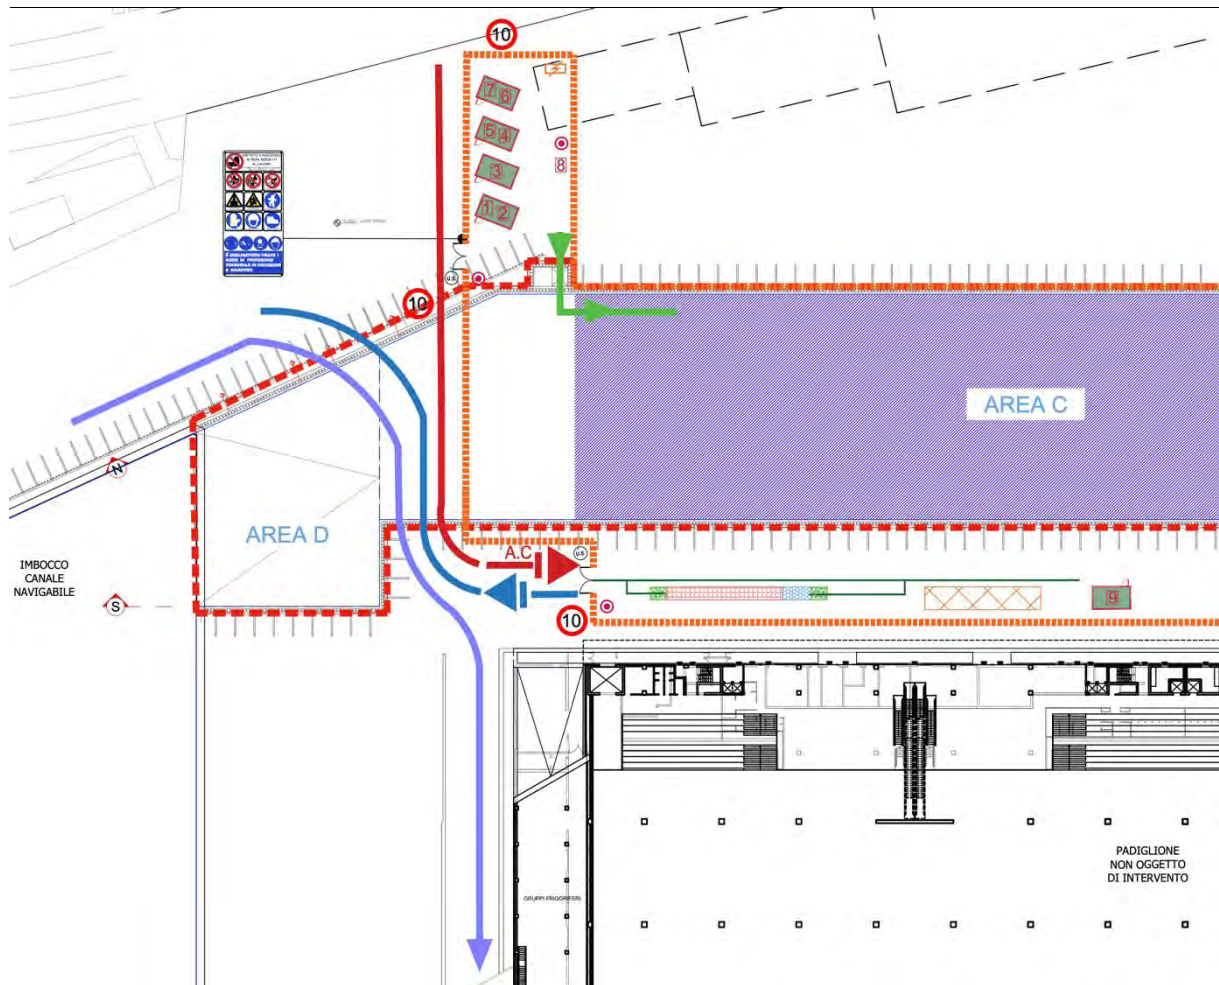 10
7 6
5 4
3
1 2
8
U.S.
10
AREA C
N
AREA D
S
IMBOCCO
CANALE
NAVIGABILE
A.C
U.S.
9
10
PADIGLIONE
NON OGGETTO
DI INTERVENTO
GRUPPI FRIGORIFERI